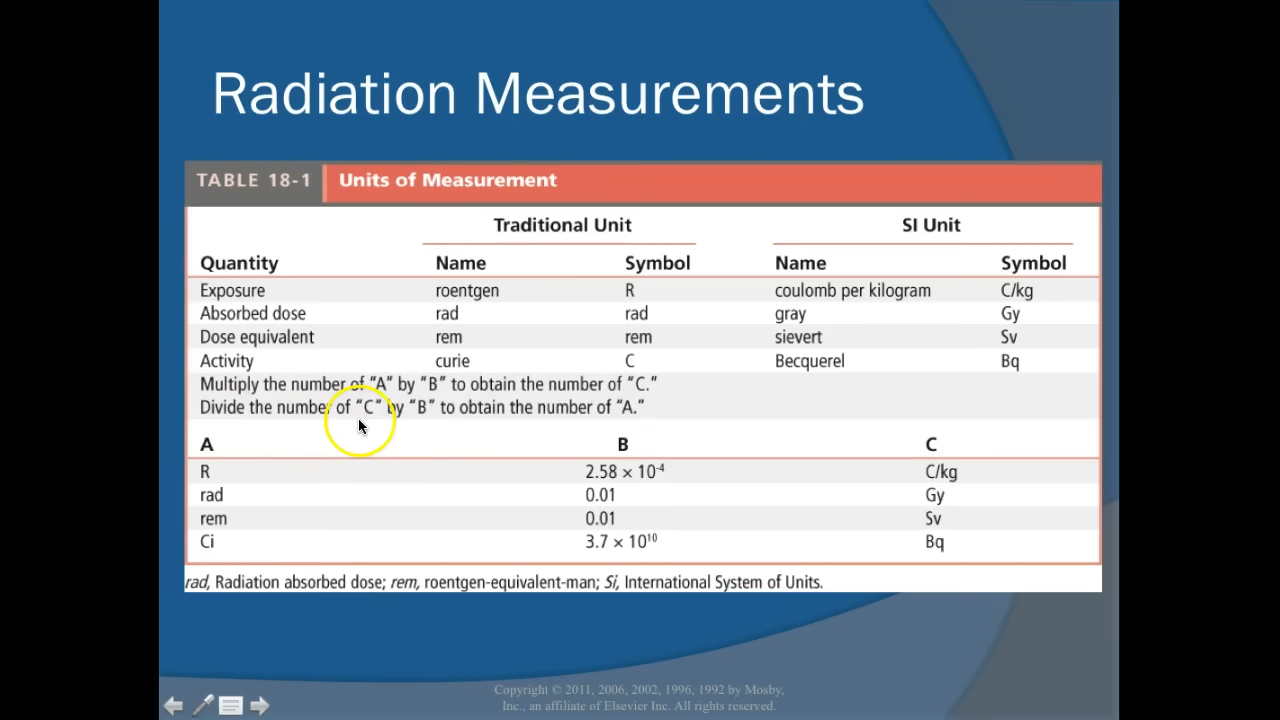 Radiation Measurements
TABLE 18-1 Units of Measurement
Traditional Unit SI Unit
Quantity Name Symbol Name Symbol
Exposure roentgen R coulomb per kilogram C/kg
Absorbed dose rad rad gray Gy
Dose equivalent rem rem sievert Sv
Activity curie C Becquerel Bq
Multiply the number of “A” by “B” to obtain the number of “C.”
Divide the number of “C” by “B” to obtain the number of “A.”
A B C
R 2.58 × 10⁻⁴ C/kg
rad 0.01 Gy
rem 0.01 Sv
Ci 3.7 × 10¹⁰ Bq
rad, Radiation absorbed dose; rem, roentgen-equivalent-man; Si, International System of Units.
Copyright © 2011, 2006, 2002, 1996, 1992 by Mosby,
Inc., an affiliate of Elsevier Inc. All rights reserved.